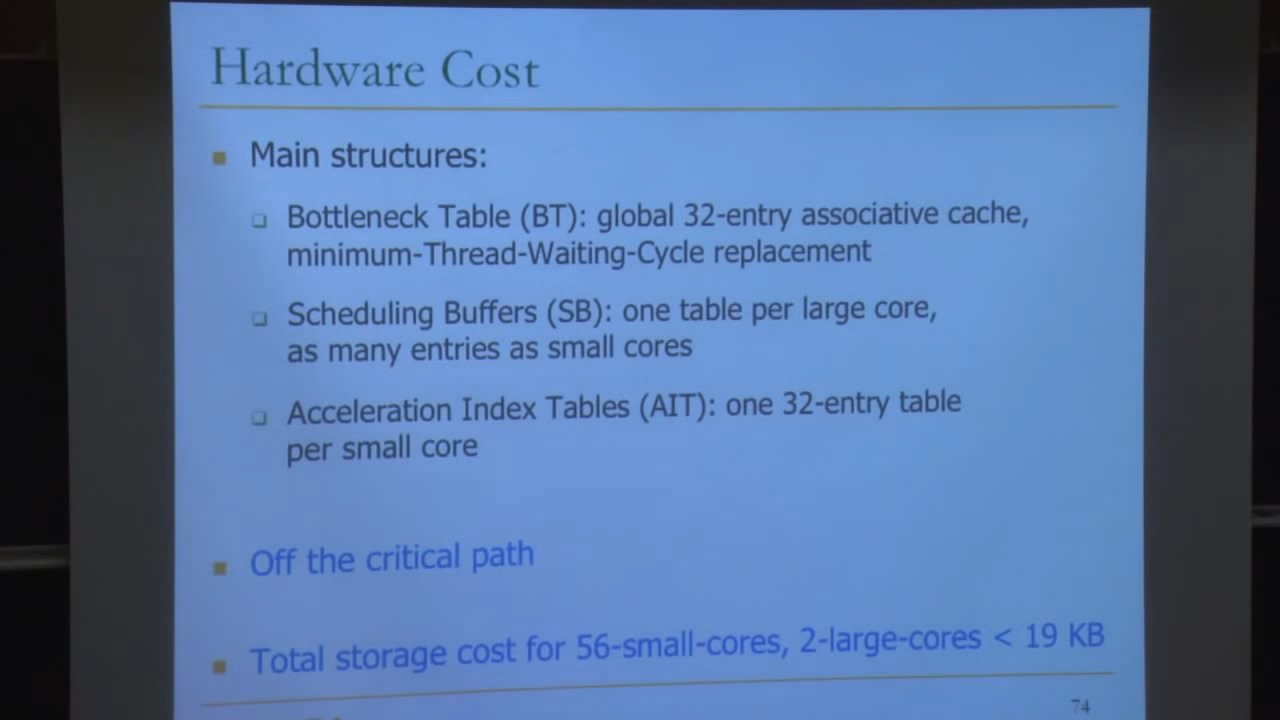 Hardware Cost
Main structures:
Bottleneck Table (BT): global 32-entry associative cache,
minimum-Thread-Waiting-Cycle replacement
Scheduling Buffers (SB): one table per large core,
as many entries as small cores
Acceleration Index Tables (AIT): one 32-entry table
per small core
Off the critical path
Total storage cost for 56-small-cores, 2-large-cores < 19 KB
74